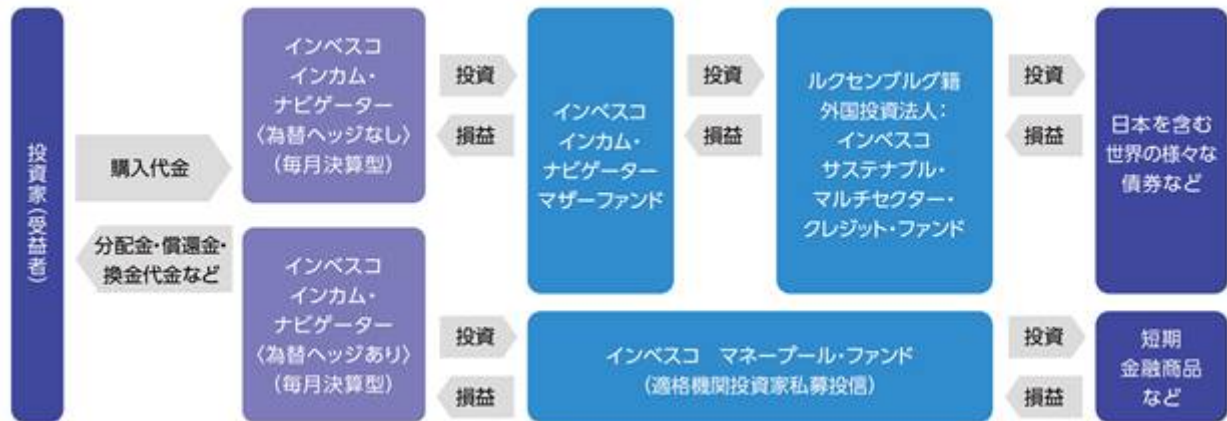 投資家（受益者）
購入代金
分配金・償還金・
換金代金など
インベスコ
インカム・
ナビゲーター
〈為替ヘッジなし〉
（毎月決算型）
インベスコ
インカム・
ナビゲーター
〈為替ヘッジあり〉
（毎月決算型）
投資
損益
インベスコ
インカム・
ナビゲーター
マザーファンド
投資
損益
ルクセンブルグ籍
外国投資法人：
インベスコ
サステナブル・
マルチセクター・
クレジット・ファンド
投資
損益
日本を含む
世界の様々な
債券など
投資
損益
インベスコ　マネープール・ファンド
（適格機関投資家私募投信）
投資
損益
短期
金融商品
など